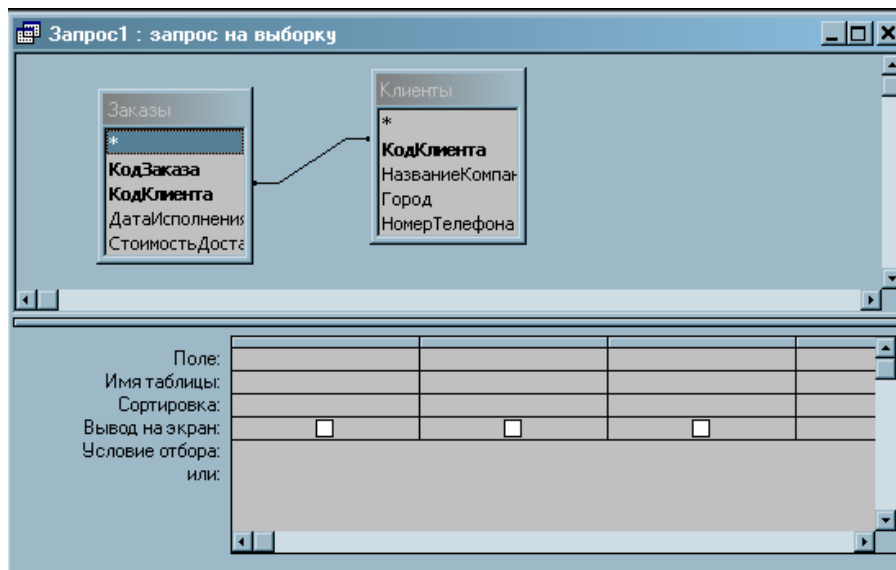 Запрос1 : запрос на выборку
Заказы
*
КодЗаказа
КодКлиента
ДатаИсполнения
СтоимостьДоста
Клиенты
*
КодКлиента
НазваниеКомпан
Город
НомерТелефона
Поле:
Имя таблицы:
Сортировка:
Вывод на экран:
Условие отбора:
или: